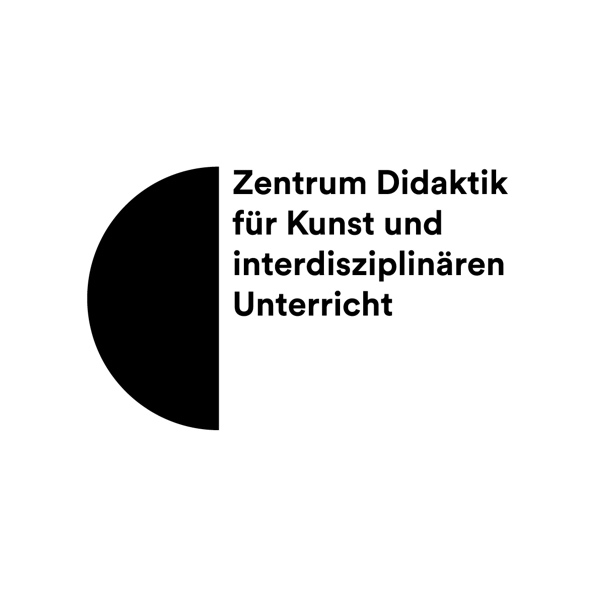 Zentrum Didaktik
für Kunst und
interdisziplinären
Unterricht